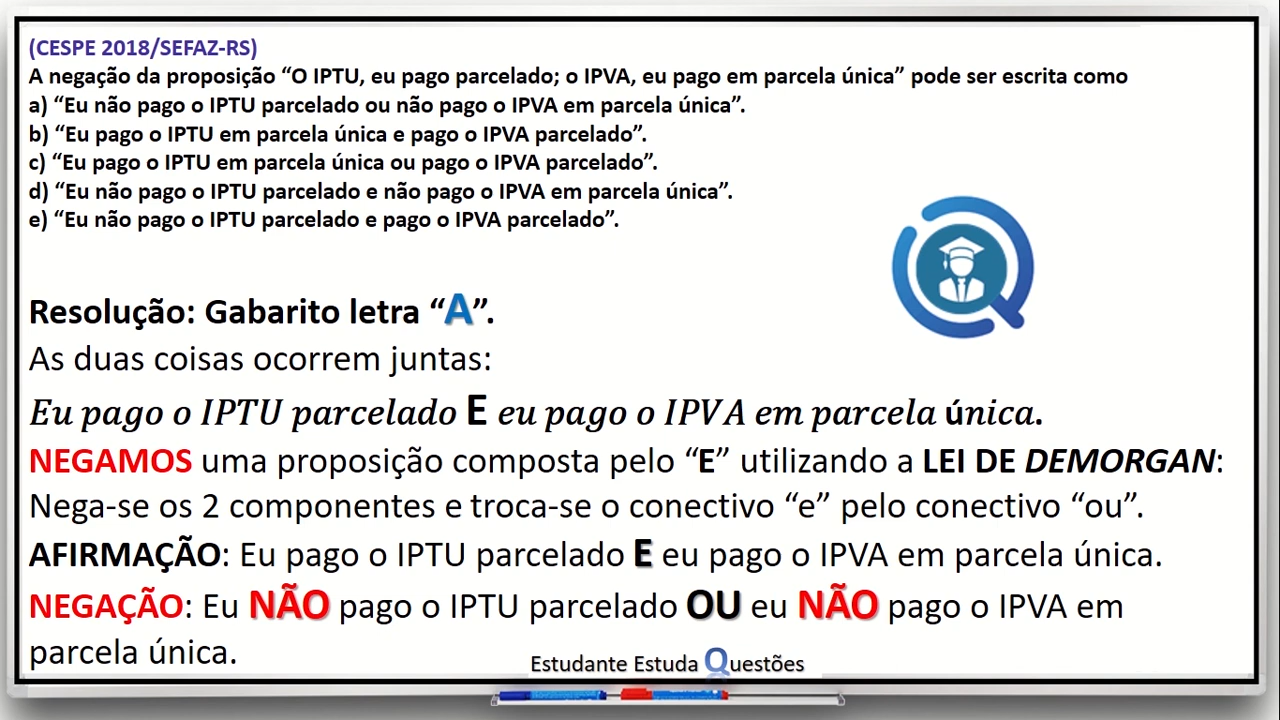 (CESPE 2018/SEFAZ-RS)
A negação da proposição “O IPTU, eu pago parcelado; o IPVA, eu pago em parcela única” pode ser escrita como
a) “Eu não pago o IPTU parcelado ou não pago o IPVA em parcela única”.
b) “Eu pago o IPTU em parcela única e pago o IPVA parcelado”.
c) “Eu pago o IPTU em parcela única ou pago o IPVA parcelado”.
d) “Eu não pago o IPTU parcelado e não pago o IPVA em parcela única”.
e) “Eu não pago o IPTU parcelado e pago o IPVA parcelado”.
Resolução: Gabarito letra “A”.
As duas coisas ocorrem juntas:
Eu pago o IPTU parcelado E eu pago o IPVA em parcela única.
NEGAMOS uma proposição composta pelo “E” utilizando a LEI DE DEMORGAN:
Nega-se os 2 componentes e troca-se o conectivo “e” pelo conectivo “ou”.
AFIRMAÇÃO: Eu pago o IPTU parcelado E eu pago o IPVA em parcela única.
NEGAÇÃO: Eu NÃO pago o IPTU parcelado OU eu NÃO pago o IPVA em
parcela única.
Estudante Estuda Questões